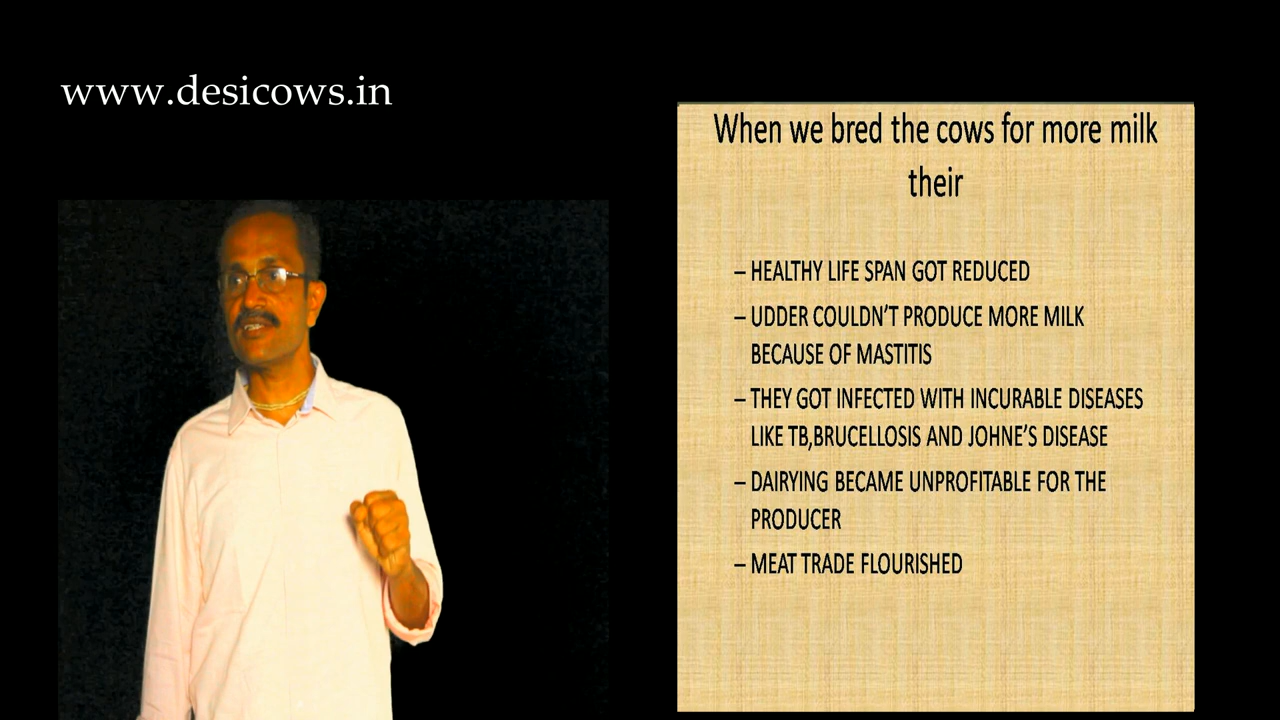 www.desicows.in
When we bred the cows for more milk
their
– HEALTHY LIFE SPAN GOT REDUCED
– UDDER COULDN’T PRODUCE MORE MILK
BECAUSE OF MASTITIS
– THEY GOT INFECTED WITH INCURABLE DISEASES
LIKE TB,BRUCELLOSIS AND JOHNE’S DISEASE
– DAIRYING BECAME UNPROFITABLE FOR THE
PRODUCER
– MEAT TRADE FLOURISHED